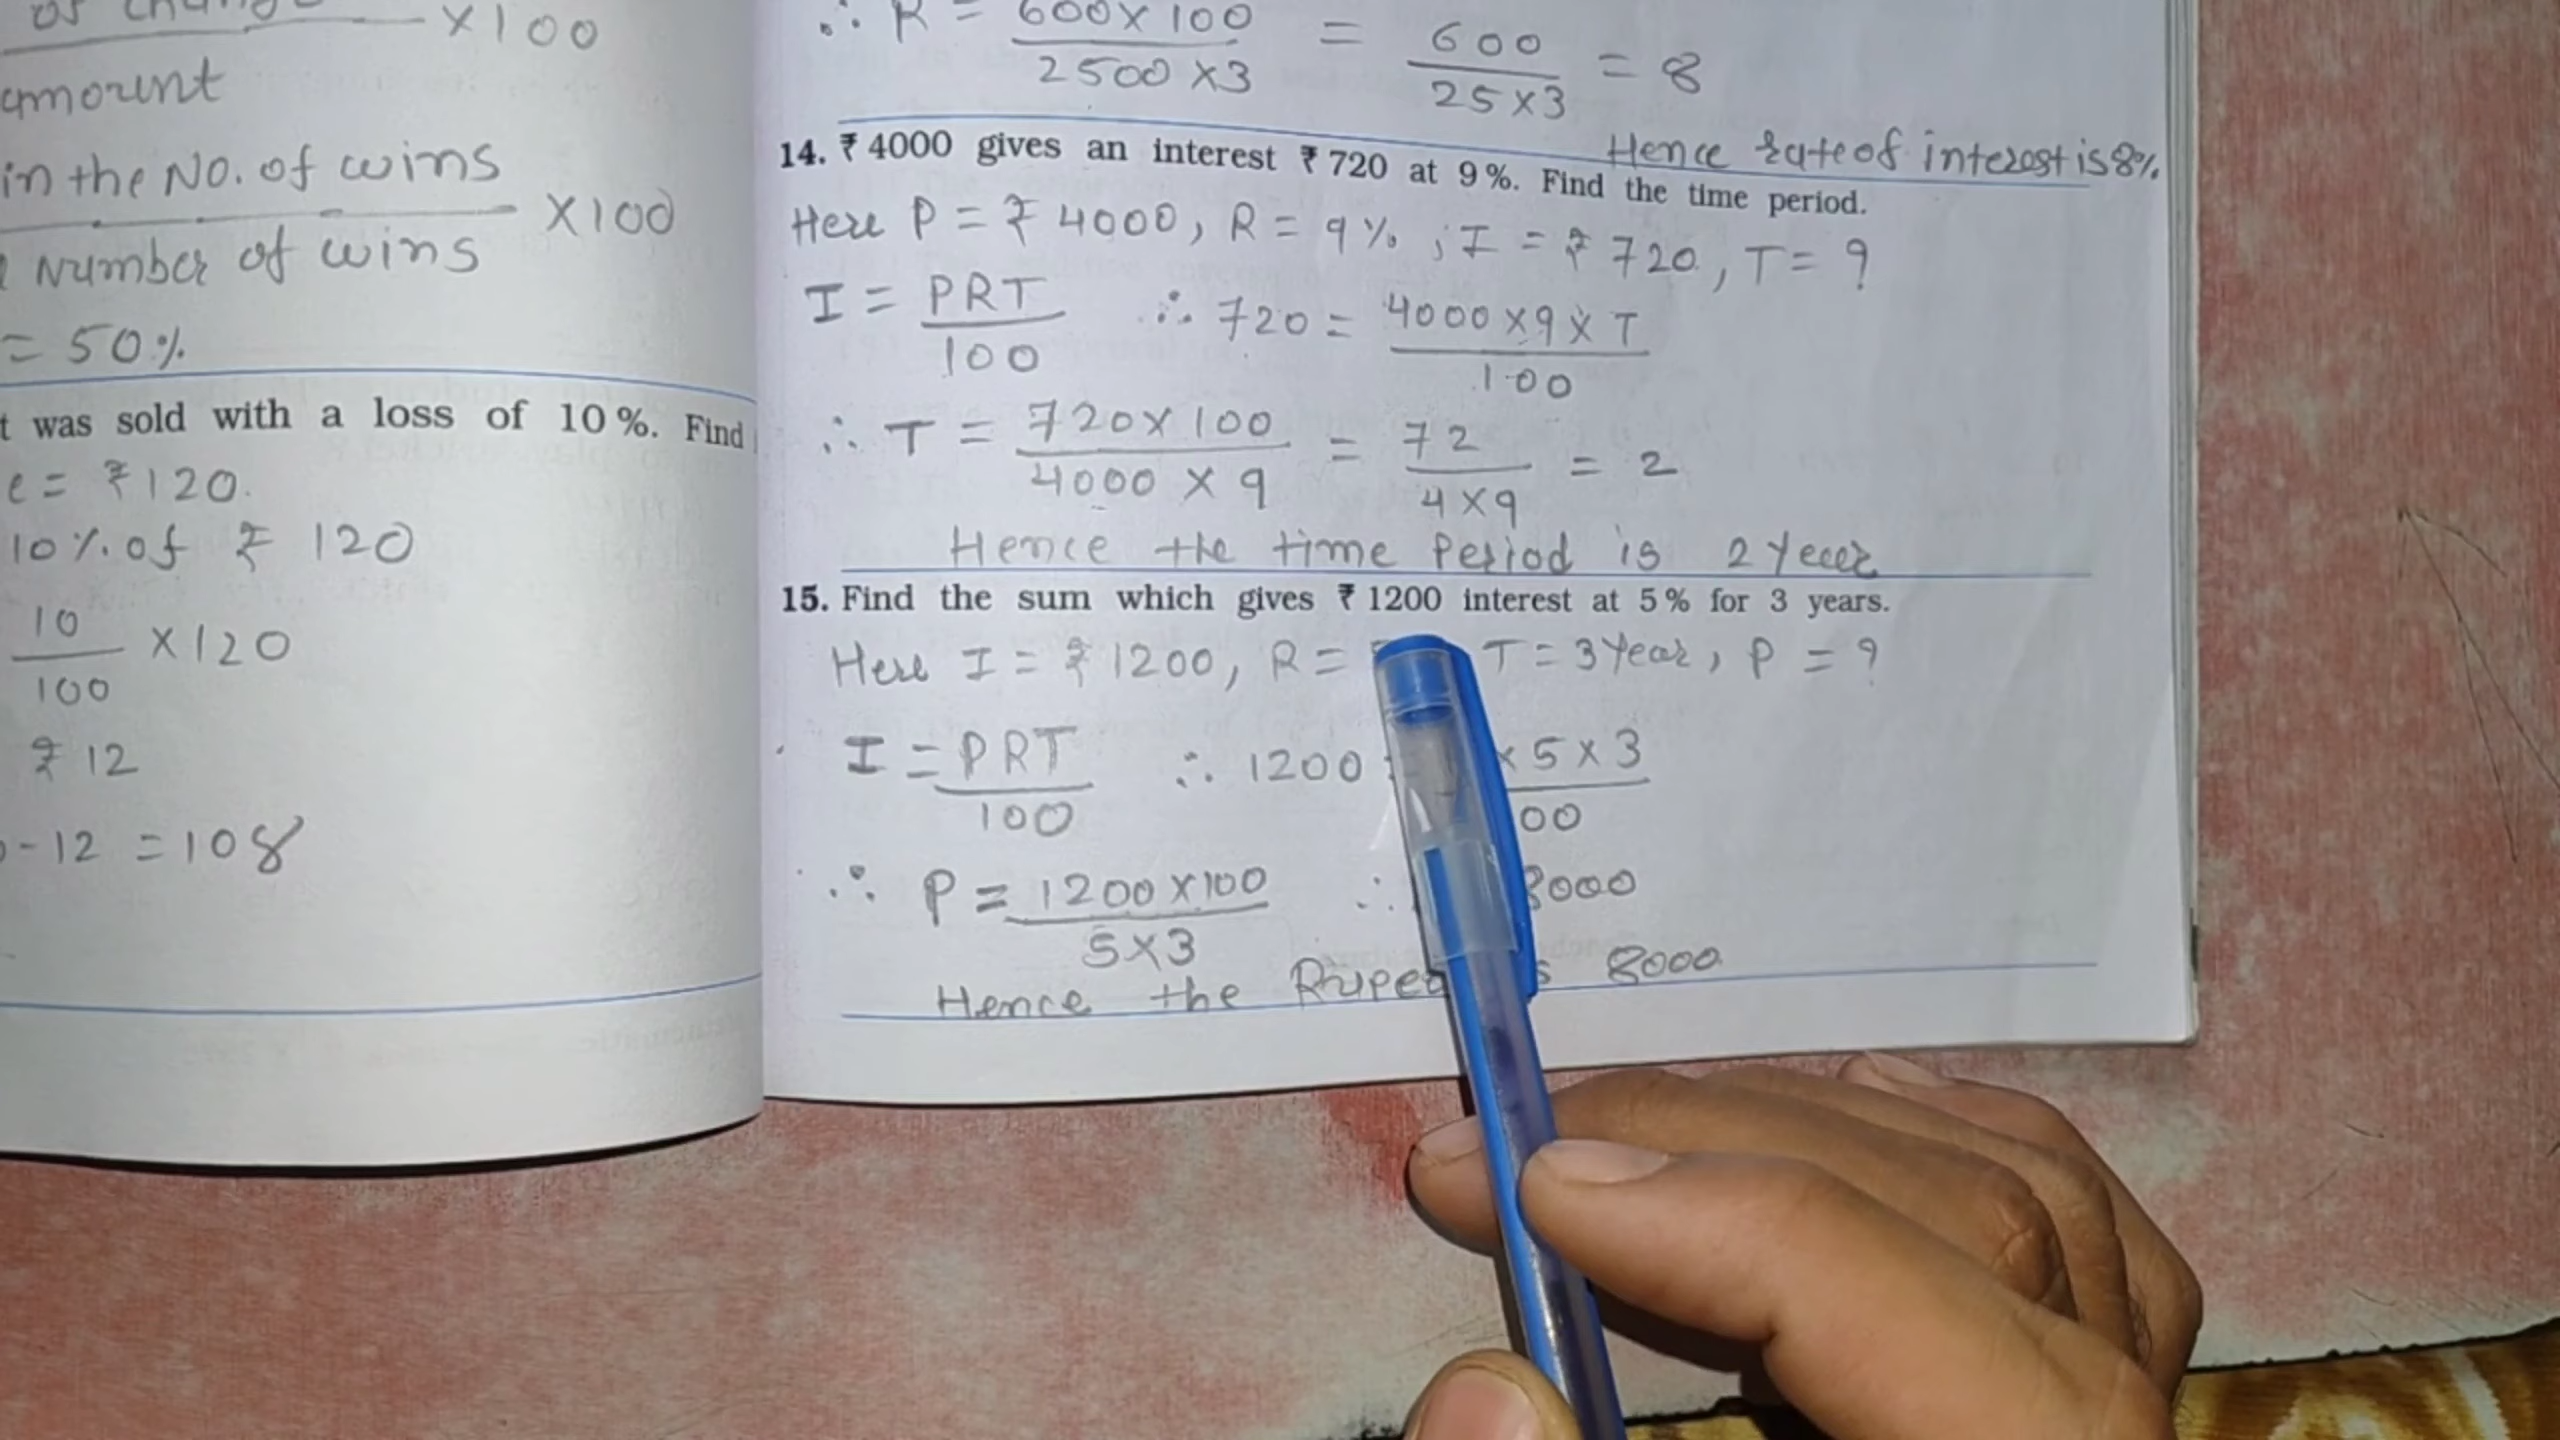 of change
× 100
amount
in the No. of wins
× 100
number of wins
= 50%
t was sold with a loss of 10%. Find
e = ₹120.
10% of ₹ 120
10
× 120
100
₹ 12
- 12 = 108
∴ R = 600 × 100 = 600 = 8
2500 × 3 25 × 3
Hence rate of interest is 8%.
14. ₹ 4000 gives an interest ₹ 720 at 9%. Find the time period.
Here P = ₹ 4000, R = 9%, I = ₹ 720, T = ?
I = PRT ∴ 720 = 4000 × 9 × T
100 100
∴ T = 720 × 100 = 72 = 2
4000 × 9 4 × 9
Hence the time Period is 2 Year
15. Find the sum which gives ₹ 1200 interest at 5% for 3 years.
Here I = ₹ 1200, R = T = 3 Year, P = ?
I = PRT ∴ 1200 × 5 × 3
100 00
∴ P = 1200 × 100 ∴ 8000
5 × 3
Hence the 8000